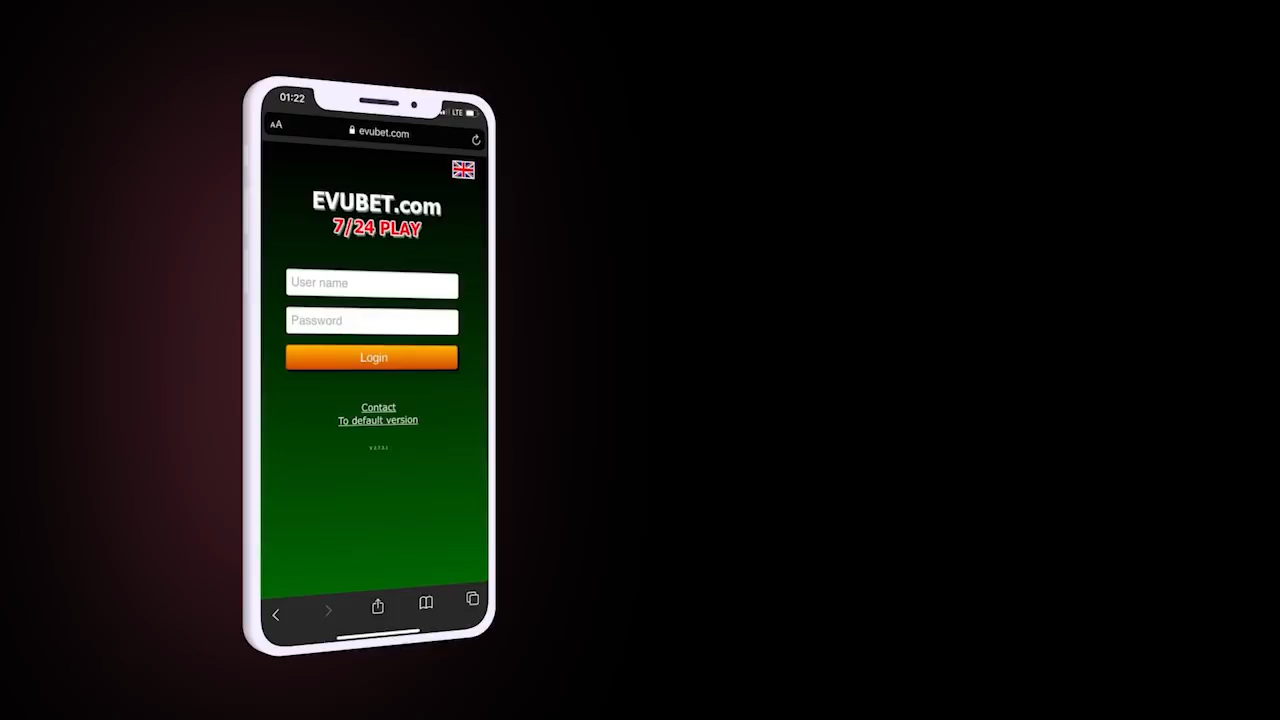 01:22
LTE
AA
evubet.com
EVUBET.com
7/24 PLAY
User name
Password
Login
Contact
To default version